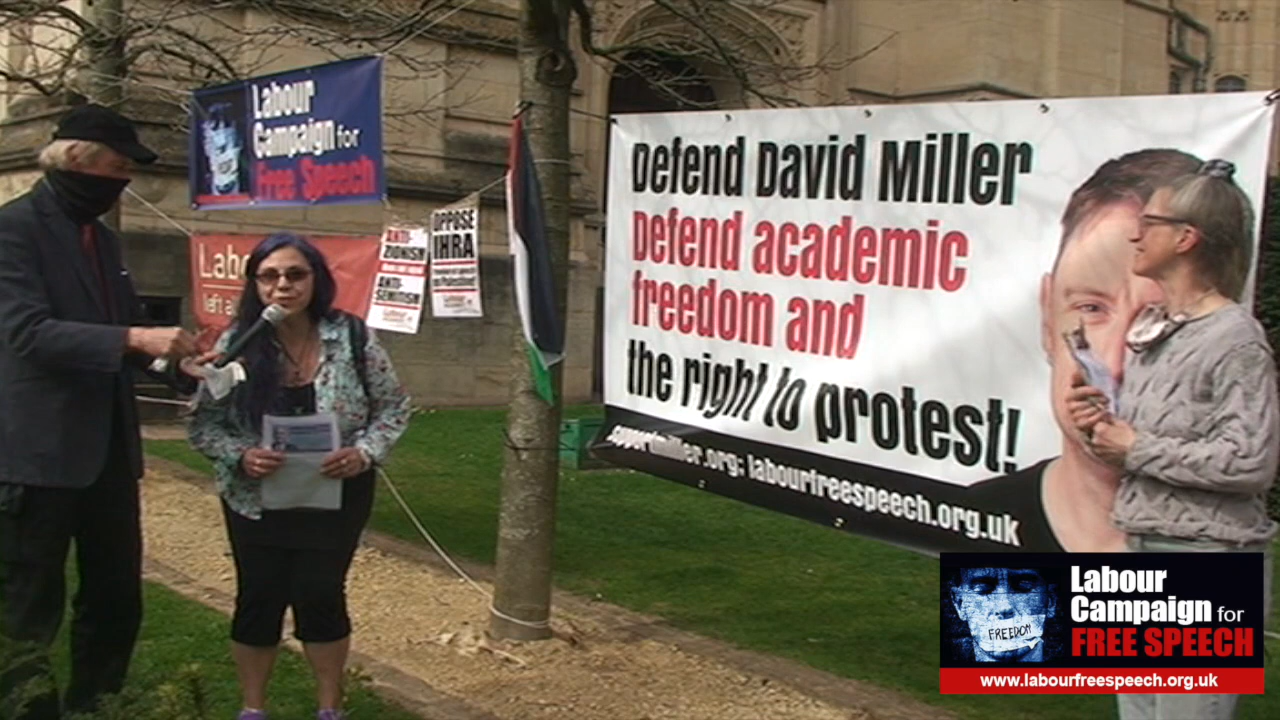 Labour
Campaign for
Free Speech
Labo
left a
ANTI-
ZIONISM
ANTI-
SEMITISM
OPPOSE
IHRA
Defend David Miller
Defend academic
freedom and
the right to protest!
supportmiller.org: labourfreespeech.org.uk
FREEDOM
Labour
Campaign for
FREE SPEECH
www.labourfreespeech.org.uk